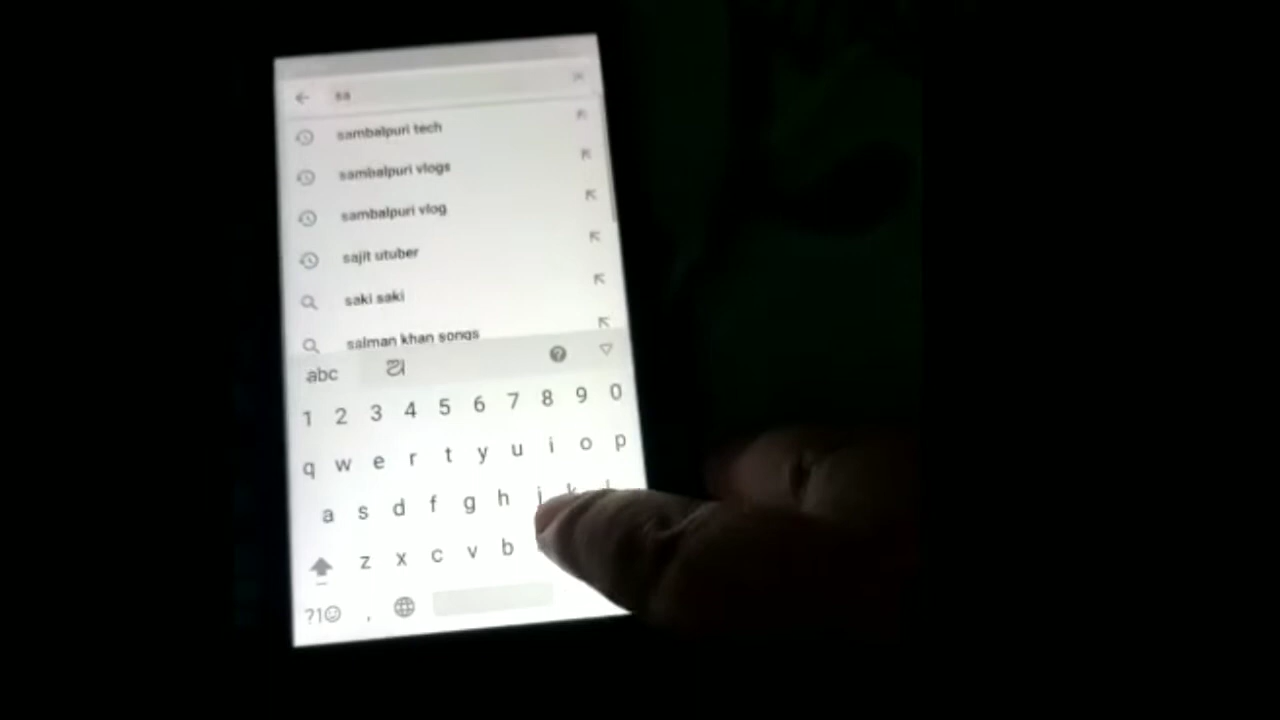 sa
sambalpuri tech
sambalpuri vlogs
sambalpuri vlog
sajit utuber
saki saki
salman khan songs
abc ଅ
1 2 3 4 5 6 7 8 9 0
q w e r t y u i o p
a s d f g h j k l
z x c v b
?1☺ ,